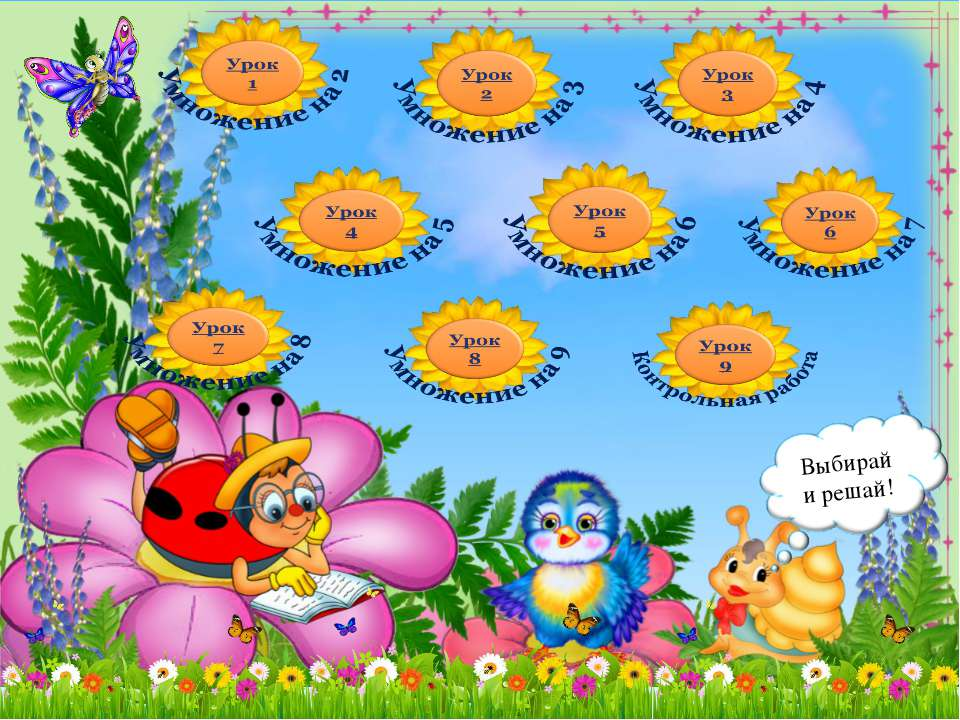 Урок
1
Умножение на 2
Урок
2
Умножение на 3
Урок
3
Умножение на 4
Урок
4
Умножение на 5
Урок
5
Умножение на 6
Урок
6
Умножение на 7
Урок
7
Умножение на 8
Урок
8
Умножение на 9
Урок
9
Контрольная работа
Выбирай
и решай!